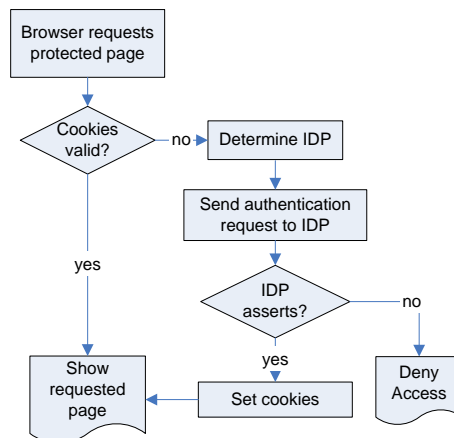 Browser requests
protected page
Cookies
valid?
no
Determine IDP
Send authentication
request to IDP
yes
IDP
asserts?
no
yes
Show
requested
page
Set cookies
Deny
Access